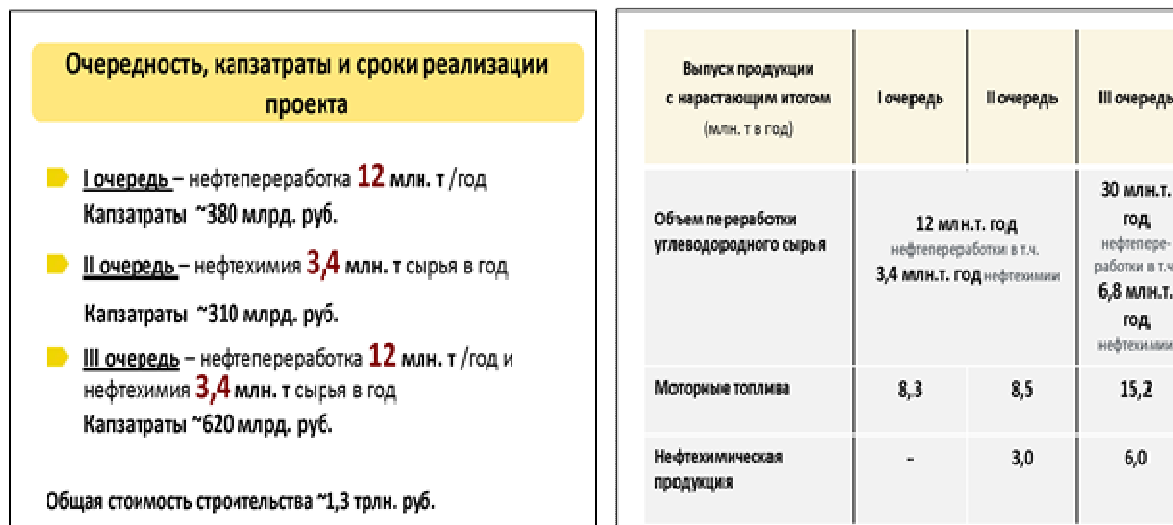 Очередность, капзатраты и сроки реализации
проекта
I очередь – нефтепереработка 12 млн. т /год
Капзатраты ~380 млрд. руб.
II очередь – нефтехимия 3,4 млн. т сырья в год
Капзатраты ~310 млрд. руб.
III очередь – нефтепереработка 12 млн. т /год и
нефтехимия 3,4 млн. т сырья в год
Капзатраты ~620 млрд. руб.
Общая стоимость строительства ~1,3 трлн. руб.
Выпуск продукции
с нарастающим итогом
(млн. т в год)
I очередь
II очередь
III очередь
Объем переработки
углеводородного сырья
12 млн.т. год
нефтепереработки в т.ч.
3,4 млн.т. год нефтехимии
30 млн.т.
год
нефтепере-
работки в т.ч
6,8 млн.т.
год
нефтехимии
Моторные топлива
8,3
8,5
15,2
Нефтехимическая
продукция
–
3,0
6,0